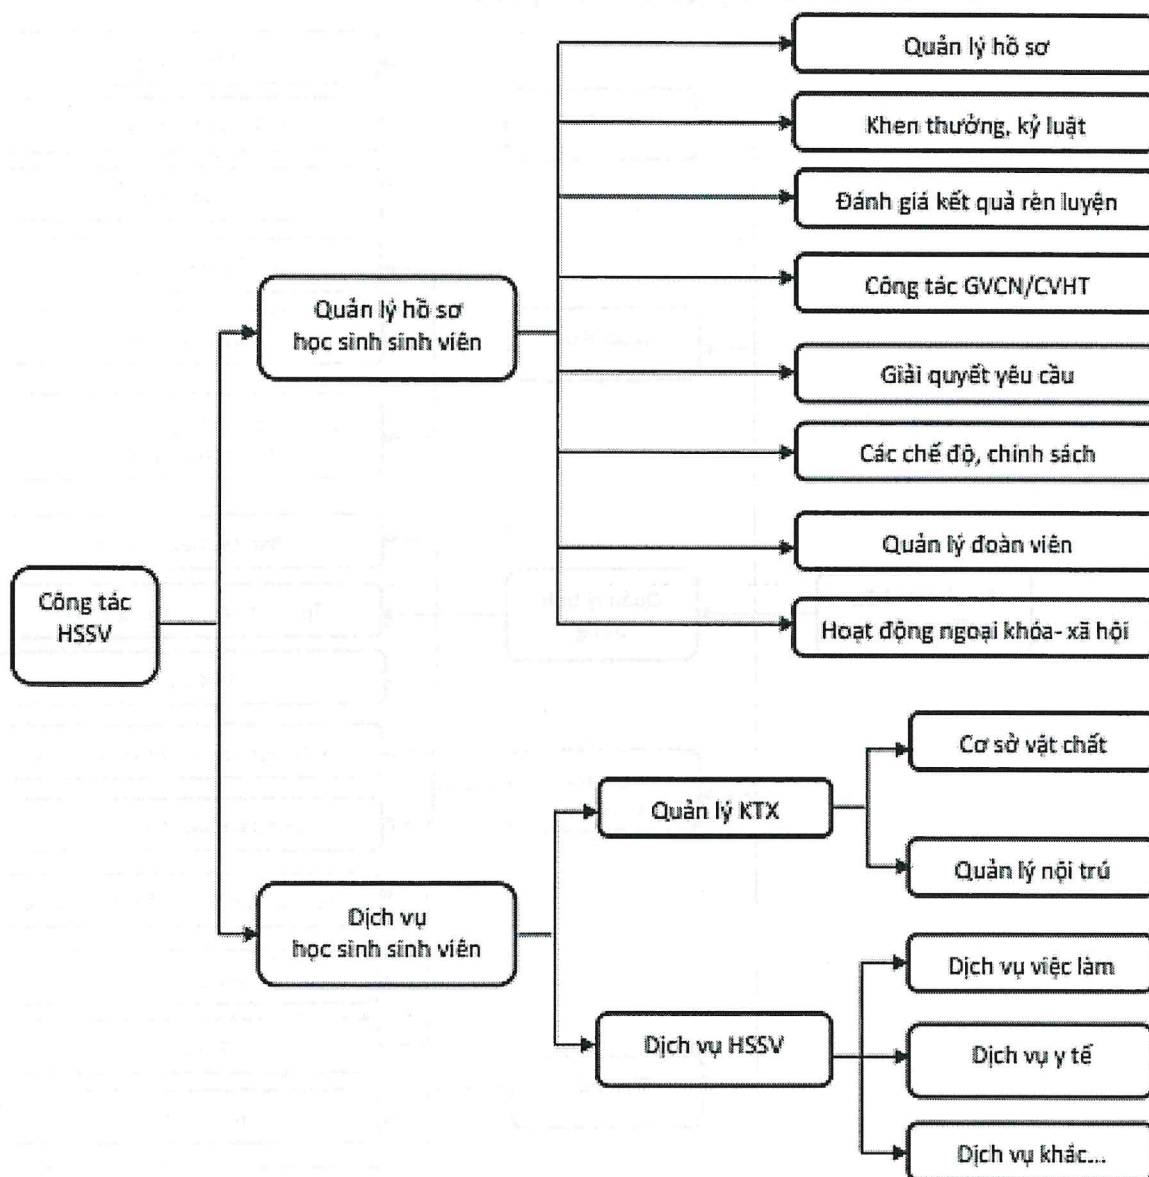 Quản lý hồ sơ
Khen thưởng, kỷ luật
Đánh giá kết quả rèn luyện
Công tác GVCN/CVHT
Quản lý hồ sơ
học sinh sinh viên
Giải quyết yêu cầu
Các chế độ, chính sách
Quản lý đoàn viên
Công tác
HSSV
Hoạt động ngoại khóa- xã hội
Cơ sở vật chất
Quản lý KTX
Quản lý nội trú
Dịch vụ
học sinh sinh viên
Dịch vụ việc làm
Dịch vụ HSSV
Dịch vụ y tế
Dịch vụ khác...